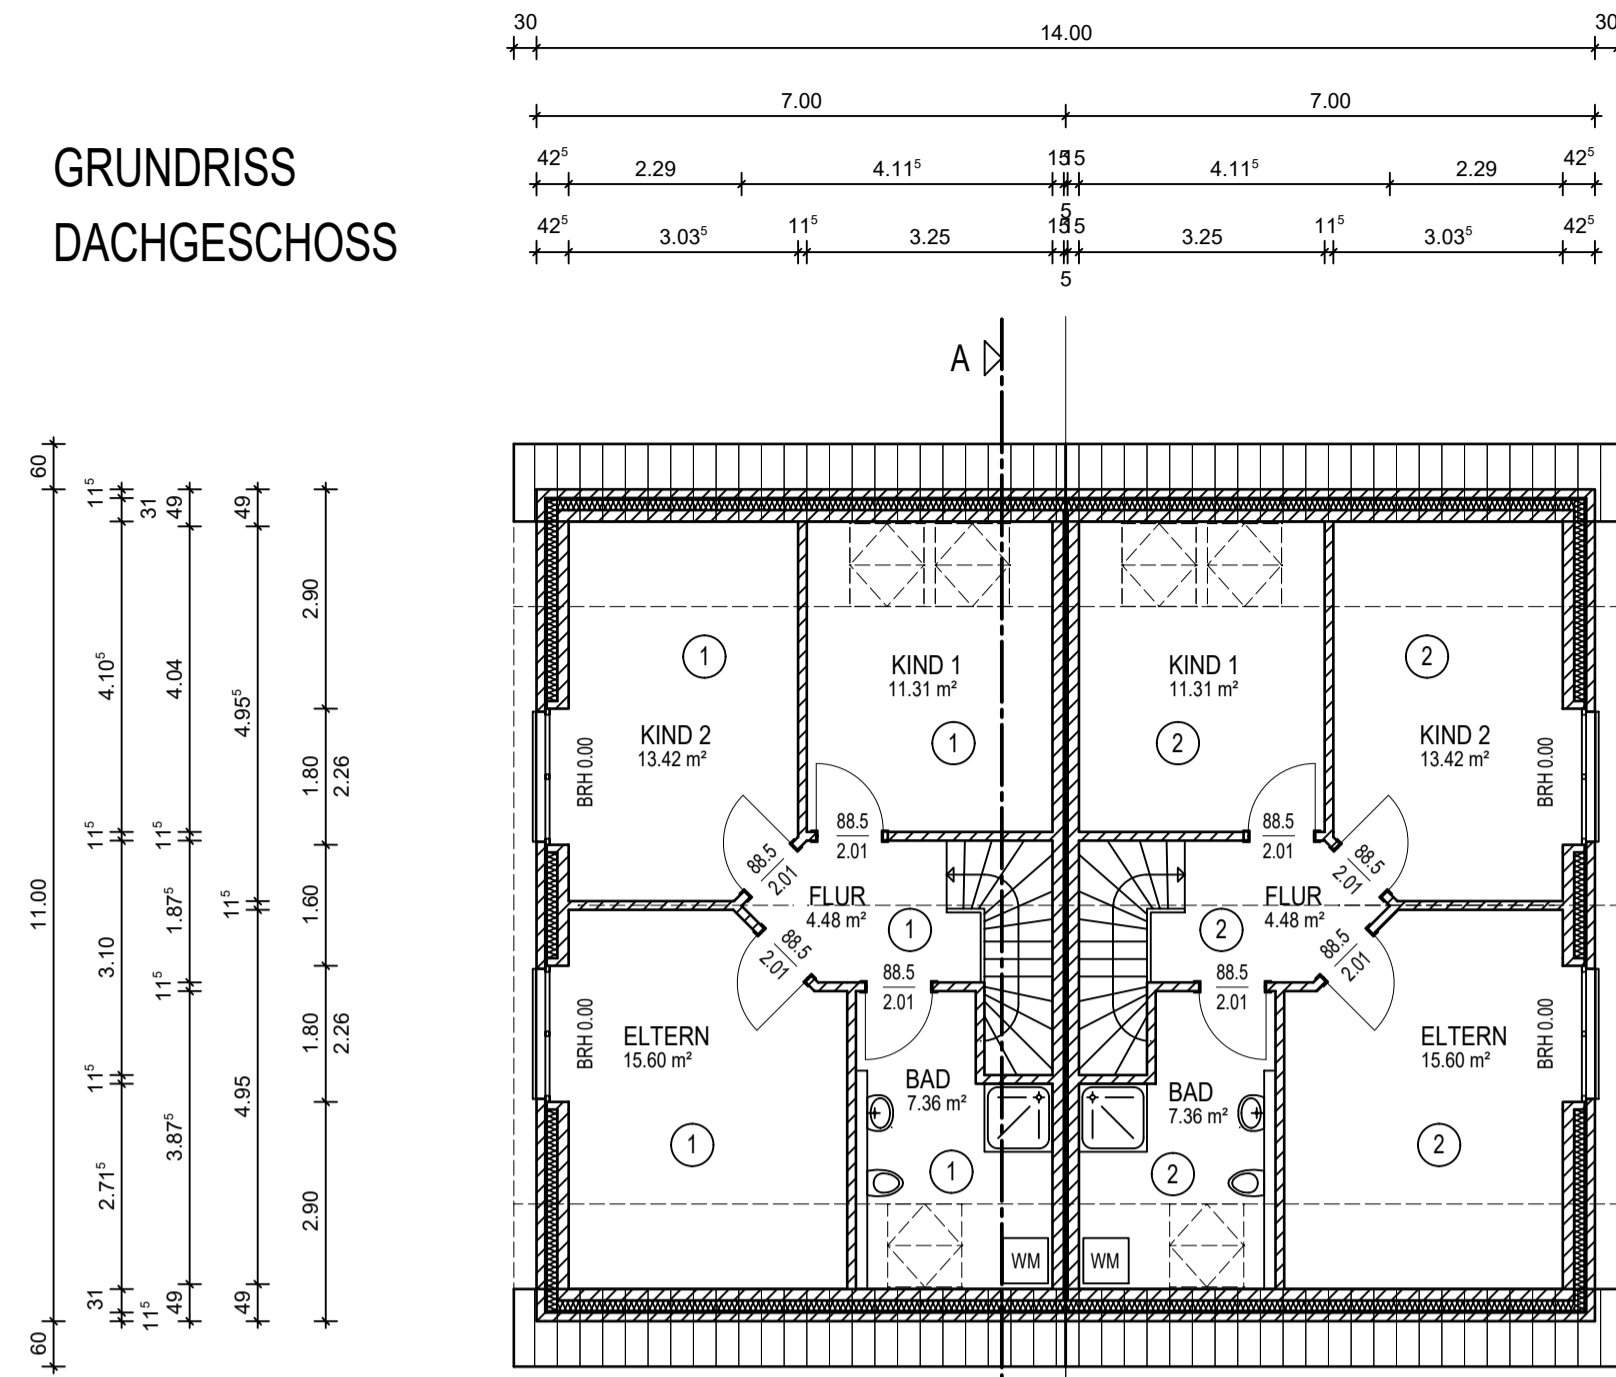 30
14.00
30
7.00
7.00
GRUNDRISS
DACHGESCHOSS
42⁵
2.29
4.11⁵
15
15
4.11⁵
2.29
42⁵
5
42⁵
3.03⁵
11⁵
3.25
15
15
3.25
11⁵
3.03⁵
42⁵
5
A
60
11.00
60
11⁵
31
4.10⁵
11⁵
3.10
11⁵
2.71⁵
31
11⁵
49
4.04
11⁵
1.87⁵
11⁵
3.87⁵
49
49
4.95⁵
11⁵
4.95
49
2.90
1.80
2.26
1.60
1.80
2.26
2.90
1
KIND 2
13.42 m²
BRH 0.00
KIND 1
11.31 m²
1
KIND 1
11.31 m²
2
2
KIND 2
13.42 m²
BRH 0.00
88.5
2.01
88.5
2.01
88.5
2.01
88.5
2.01
FLUR
4.48 m²
1
FLUR
4.48 m²
2
88.5
2.01
88.5
2.01
88.5
2.01
88.5
2.01
ELTERN
15.60 m²
BRH 0.00
1
BAD
7.36 m²
1
WM
BAD
7.36 m²
2
WM
ELTERN
15.60 m²
BRH 0.00
2